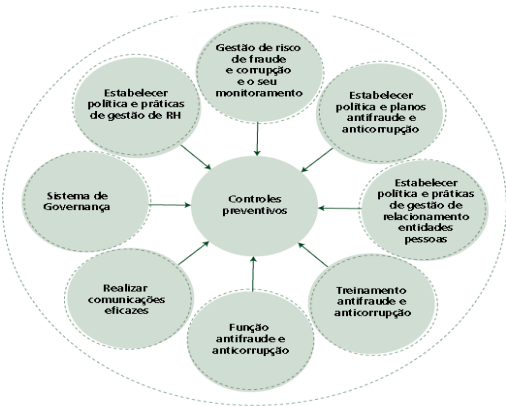 Gestão de risco
de fraude
e corrupção
e o seu
monitoramento
Estabelecer
política e práticas
de gestão de RH
Estabelecer
política e planos
antifraude e
anticorrupção
Sistema de
Governança
Controles
preventivos
Estabelecer
política e práticas
de gestão de
relacionamento
entidades
pessoas
Realizar
comunicações
eficazes
Treinamento
antifraude e
anticorrupção
Função
antifraude e
anticorrupção